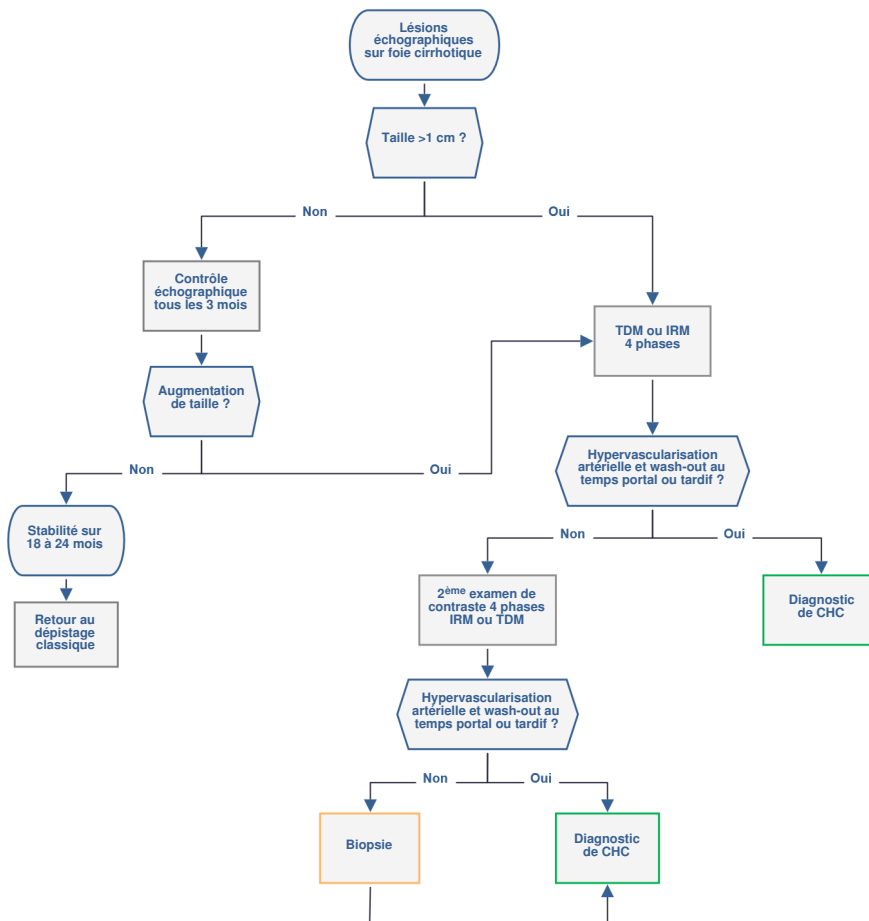 Lésions
échographiques
sur foie cirrhotique
Taille >1 cm ?
Non
Oui
Contrôle
échographique
tous les 3 mois
TDM ou IRM
4 phases
Augmentation
de taille ?
Non
Oui
Hypervascularisation
artérielle et wash-out au
temps portal ou tardif ?
Stabilité sur
18 à 24 mois
Non
Oui
Retour au
dépistage
classique
2ème examen de
contraste 4 phases
IRM ou TDM
Diagnostic
de CHC
Hypervascularisation
artérielle et wash-out au
temps portal ou tardif ?
Non
Oui
Biopsie
Diagnostic
de CHC